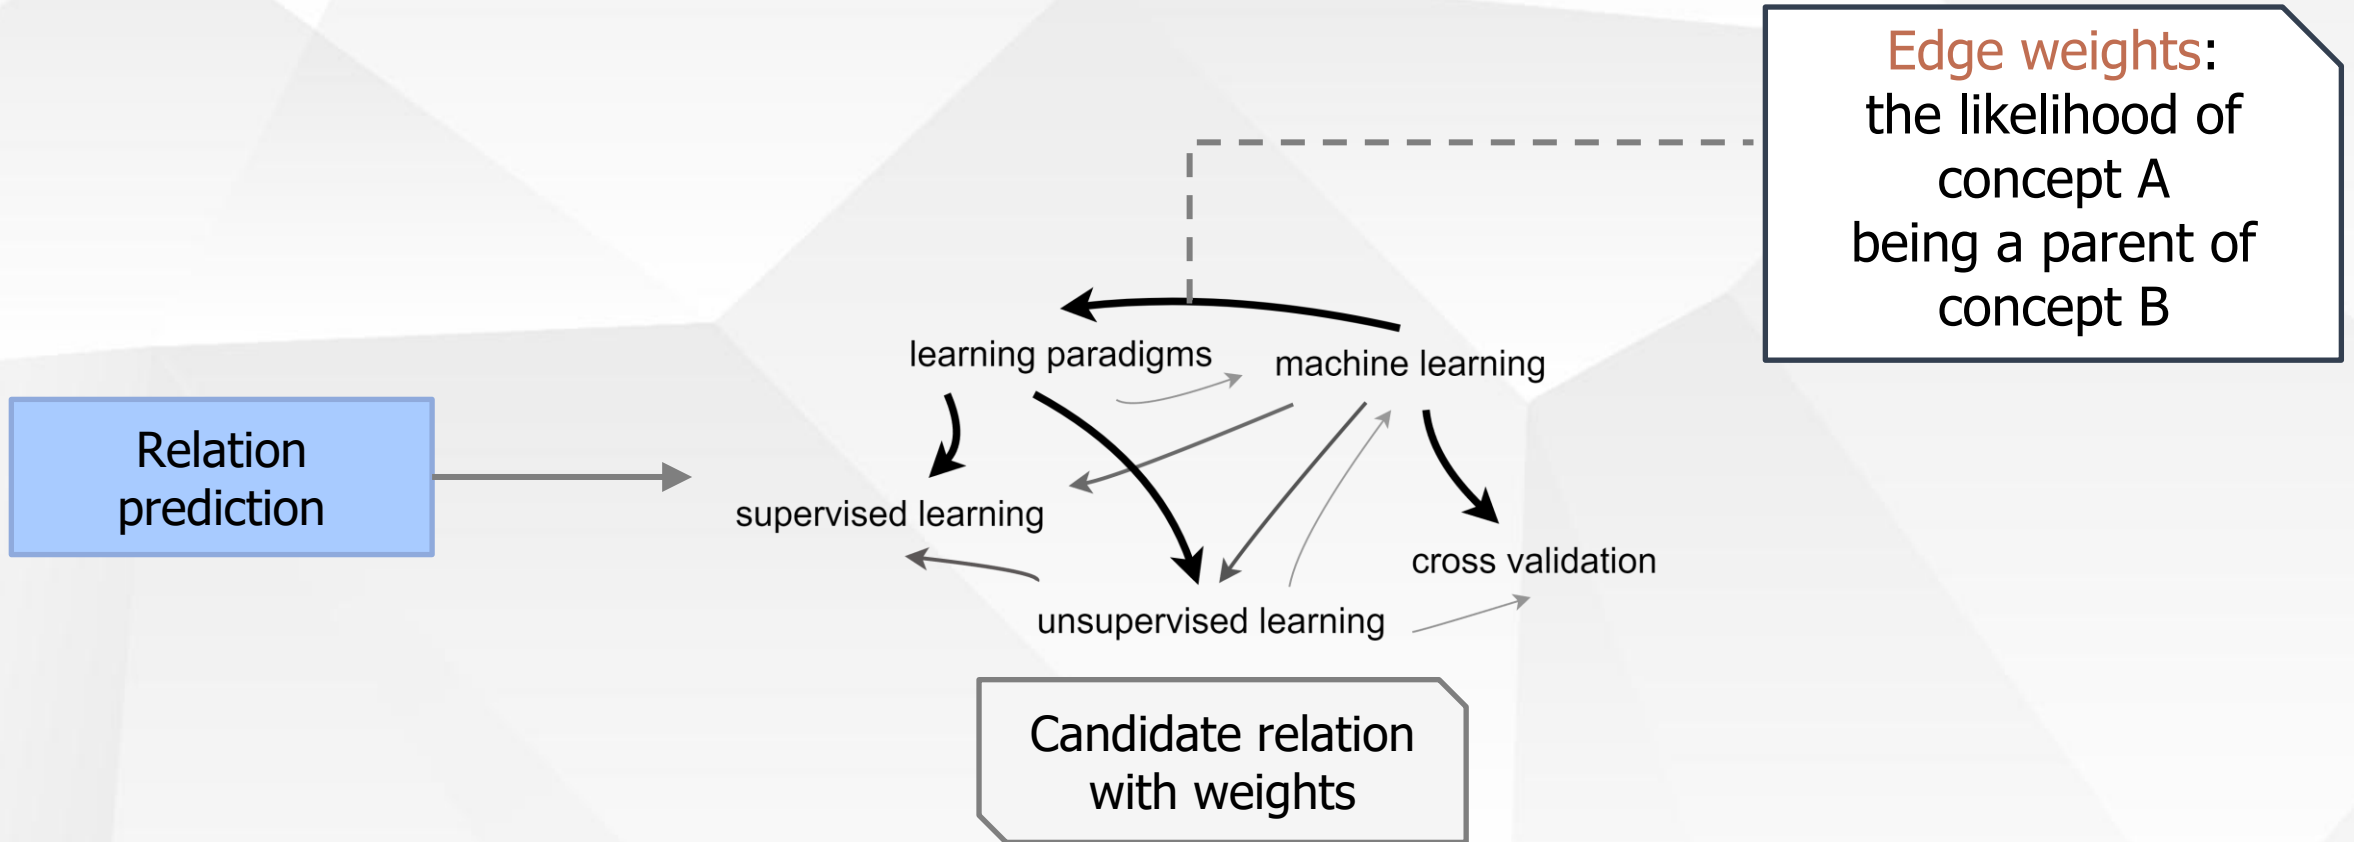 Edge weights:
the likelihood of
concept A
being a parent of
concept B
learning paradigms
machine learning
Relation
prediction
supervised learning
cross validation
unsupervised learning
Candidate relation
with weights